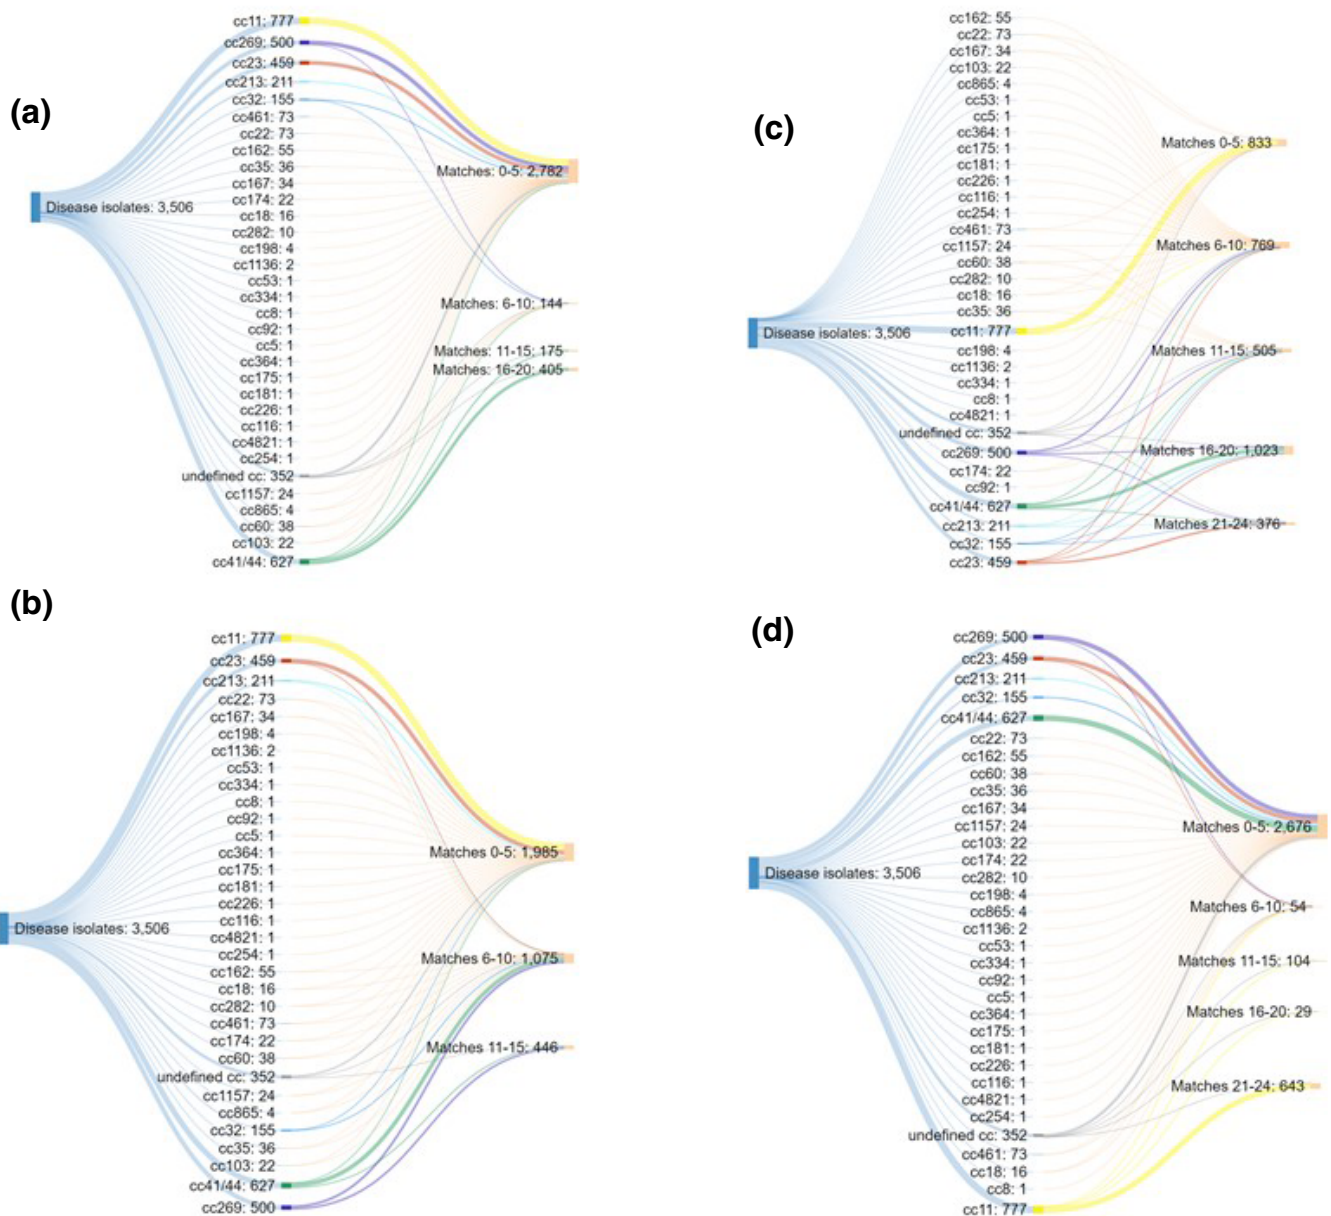 (a)
cc11: 777
cc269: 500
cc23: 459
cc213: 211
cc32: 155
cc461: 73
cc22: 73
cc162: 55
cc35: 36
cc167: 34
cc174: 22
cc18: 16
cc282: 10
cc198: 4
cc1136: 2
cc53: 1
cc334: 1
cc8: 1
cc92: 1
cc5: 1
cc364: 1
cc175: 1
cc181: 1
cc226: 1
cc116: 1
cc4821: 1
cc254: 1
undefined cc: 352
cc1157: 24
cc865: 4
cc60: 38
cc103: 22
cc41/44: 627
Disease isolates: 3,506
Matches: 0-5: 2,782
Matches: 6-10: 144
Matches: 11-15: 175
Matches: 16-20: 405
(b)
cc11: 777
cc23: 459
cc213: 211
cc22: 73
cc167: 34
cc198: 4
cc1136: 2
cc53: 1
cc334: 1
cc8: 1
cc92: 1
cc5: 1
cc364: 1
cc175: 1
cc181: 1
cc226: 1
cc116: 1
cc4821: 1
cc254: 1
cc162: 55
cc18: 16
cc282: 10
cc461: 73
cc174: 22
cc60: 38
undefined cc: 352
cc1157: 24
cc865: 4
cc32: 155
cc35: 36
cc103: 22
cc41/44: 627
cc269: 500
Disease isolates: 3,506
Matches 0-5: 1,985
Matches 6-10: 1,075
Matches 11-15: 446
(c)
cc162: 55
cc22: 73
cc167: 34
cc103: 22
cc865: 4
cc53: 1
cc5: 1
cc364: 1
cc175: 1
cc181: 1
cc226: 1
cc116: 1
cc254: 1
cc461: 73
cc1157: 24
cc60: 38
cc282: 10
cc18: 16
cc35: 36
cc11: 777
cc198: 4
cc1136: 2
cc334: 1
cc8: 1
cc4821: 1
undefined cc: 352
cc269: 500
cc174: 22
cc92: 1
cc41/44: 627
cc213: 211
cc32: 155
cc23: 459
Disease isolates: 3,506
Matches 0-5: 833
Matches 6-10: 769
Matches 11-15: 505
Matches 16-20: 1,023
Matches 21-24: 376
(d)
cc269: 500
cc23: 459
cc213: 211
cc32: 155
cc41/44: 627
cc22: 73
cc162: 55
cc60: 38
cc35: 36
cc167: 34
cc1157: 24
cc103: 22
cc174: 22
cc282: 10
cc198: 4
cc865: 4
cc1136: 2
cc53: 1
cc334: 1
cc92: 1
cc5: 1
cc364: 1
cc175: 1
cc181: 1
cc226: 1
cc116: 1
cc4821: 1
cc254: 1
undefined cc: 352
cc461: 73
cc18: 16
cc8: 1
cc11: 777
Disease isolates: 3,506
Matches 0-5: 2,676
Matches 6-10: 54
Matches 11-15: 104
Matches 16-20: 29
Matches 21-24: 643